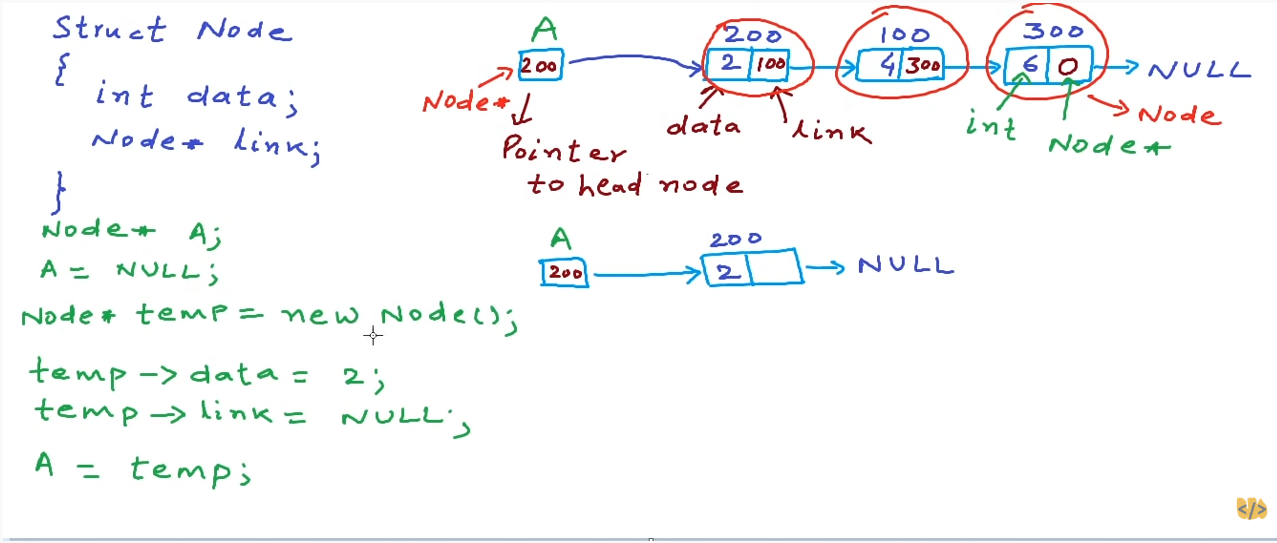 Struct Node
{
int data;
Node* link;
}
Node* A;
A = NULL;
Node* temp = new Node();
temp -> data = 2;
temp -> link = NULL;
A = temp;
A
200
Node*
Pointer
to head node
200
2 100
data
link
100
4 300
300
6 0
NULL
int
Node*
Node
A
200
200
2
NULL
</>